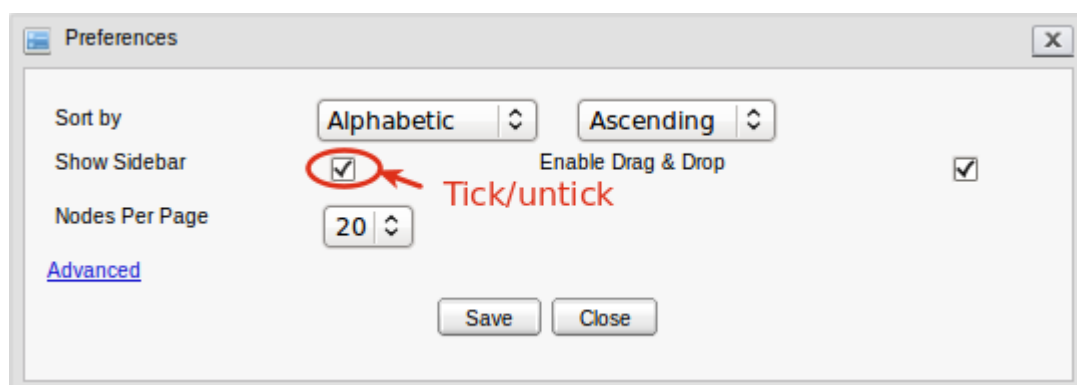 Preferences
X
Sort by Alphabetic Ascending
Show Sidebar Enable Drag & Drop
Tick/untick
Nodes Per Page 20
Advanced
Save Close